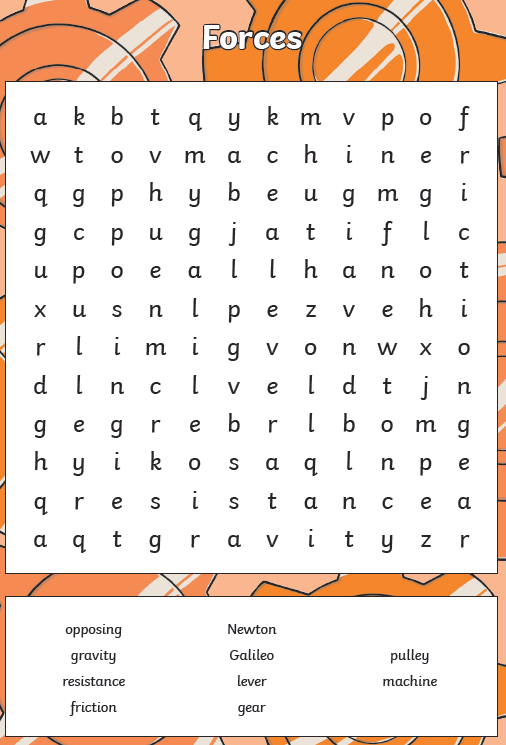 Forces
a k b t q y k m v p o f
w t o v m a c h i n e r
q g p h y b e u g m g i
g c p u g j a t i f l c
u p o e a l l h a n o t
x u s n l p e z v e h i
r l i m i g v o n w x o
d l n c l v e l d t j n
g e g r e b r l b o m g
h y i k o s a q l n p e
q r e s i s t a n c e a
a q t g r a v i t y z r
opposing Newton
gravity Galileo pulley
resistance lever machine
friction gear